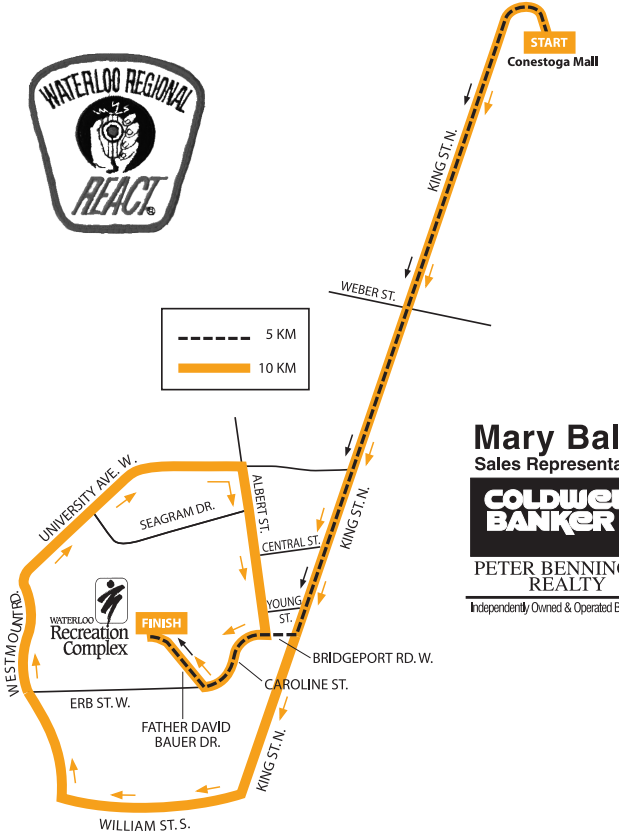 START
Conestoga Mall
WATERLOO REGIONAL
REACT
KING ST. N.
WEBER ST.
5 KM
10 KM
Mary Bal
Sales Representa
COLDWE
BANKER
PETER BENNING
REALTY
Independently Owned & Operated B
UNIVERSITY AVE. W.
ALBERT ST.
SEAGRAM DR.
KING ST. N.
CENTRAL ST.
YOUNG
ST.
WATERLOO
Recreation
Complex
FINISH
WESTMOUNT RD.
BRIDGEPORT RD. W.
CAROLINE ST.
ERB ST. W.
FATHER DAVID
BAUER DR.
KING ST. N.
WILLIAM ST. S.